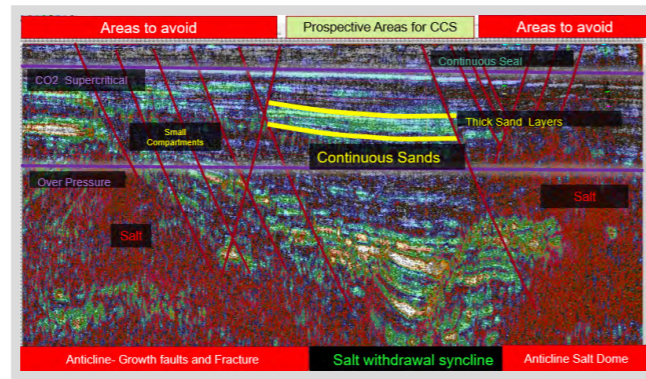 Areas to avoid
Prospective Areas for CCS
Areas to avoid
Continuous Seal
CO2 Supercritical
Small
Compartments
Thick Sand Layers
Continuous Sands
Over Pressure
Salt
Salt
Anticline- Growth faults and Fracture
Salt withdrawal syncline
Anticline Salt Dome